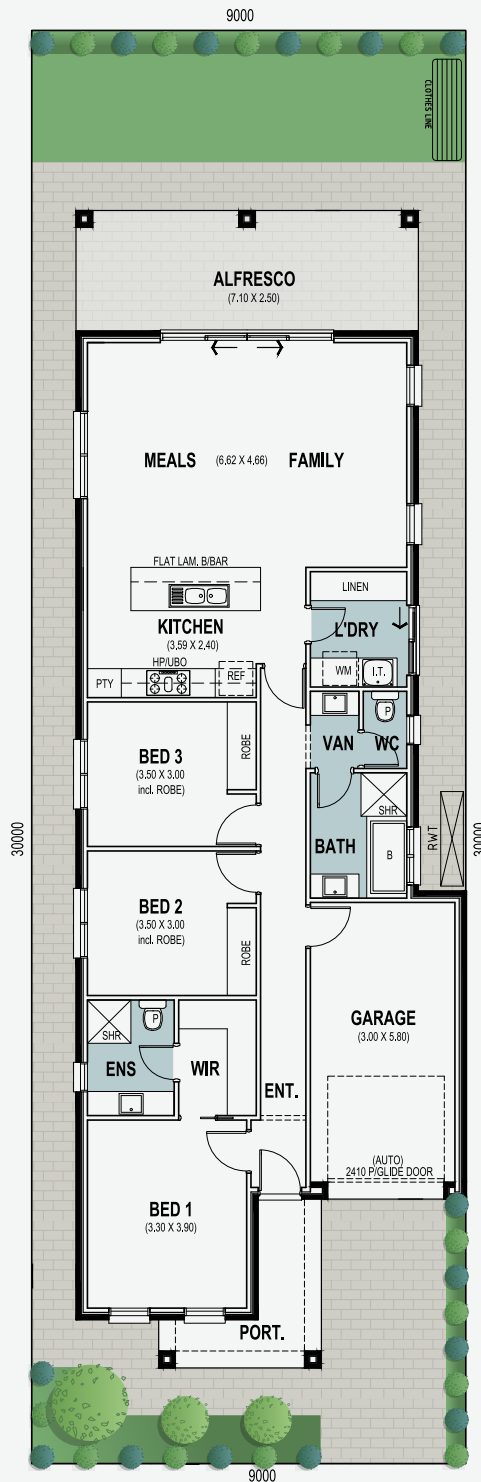 9000
CLOTHES LINE
ALFRESCO
(7.10 X 2.50)
MEALS (6.62 X 4.66) FAMILY
FLAT LAM. B/BAR
LINEN
KITCHEN
(3.59 X 2.40)
L'DRY
HP/UBO
PTY
REF
WM
I.T.
P
VAN
WC
BED 3
(3.50 X 3.00
incl. ROBE)
ROBE
SHR
BATH
B
RWT
30000
30000
BED 2
(3.50 X 3.00
incl. ROBE)
ROBE
GARAGE
(3.00 X 5.80)
P
SHR
ENS
WIR
ENT.
(AUTO)
2410 P/GLIDE DOOR
BED 1
(3.30 X 3.90)
PORT.
9000